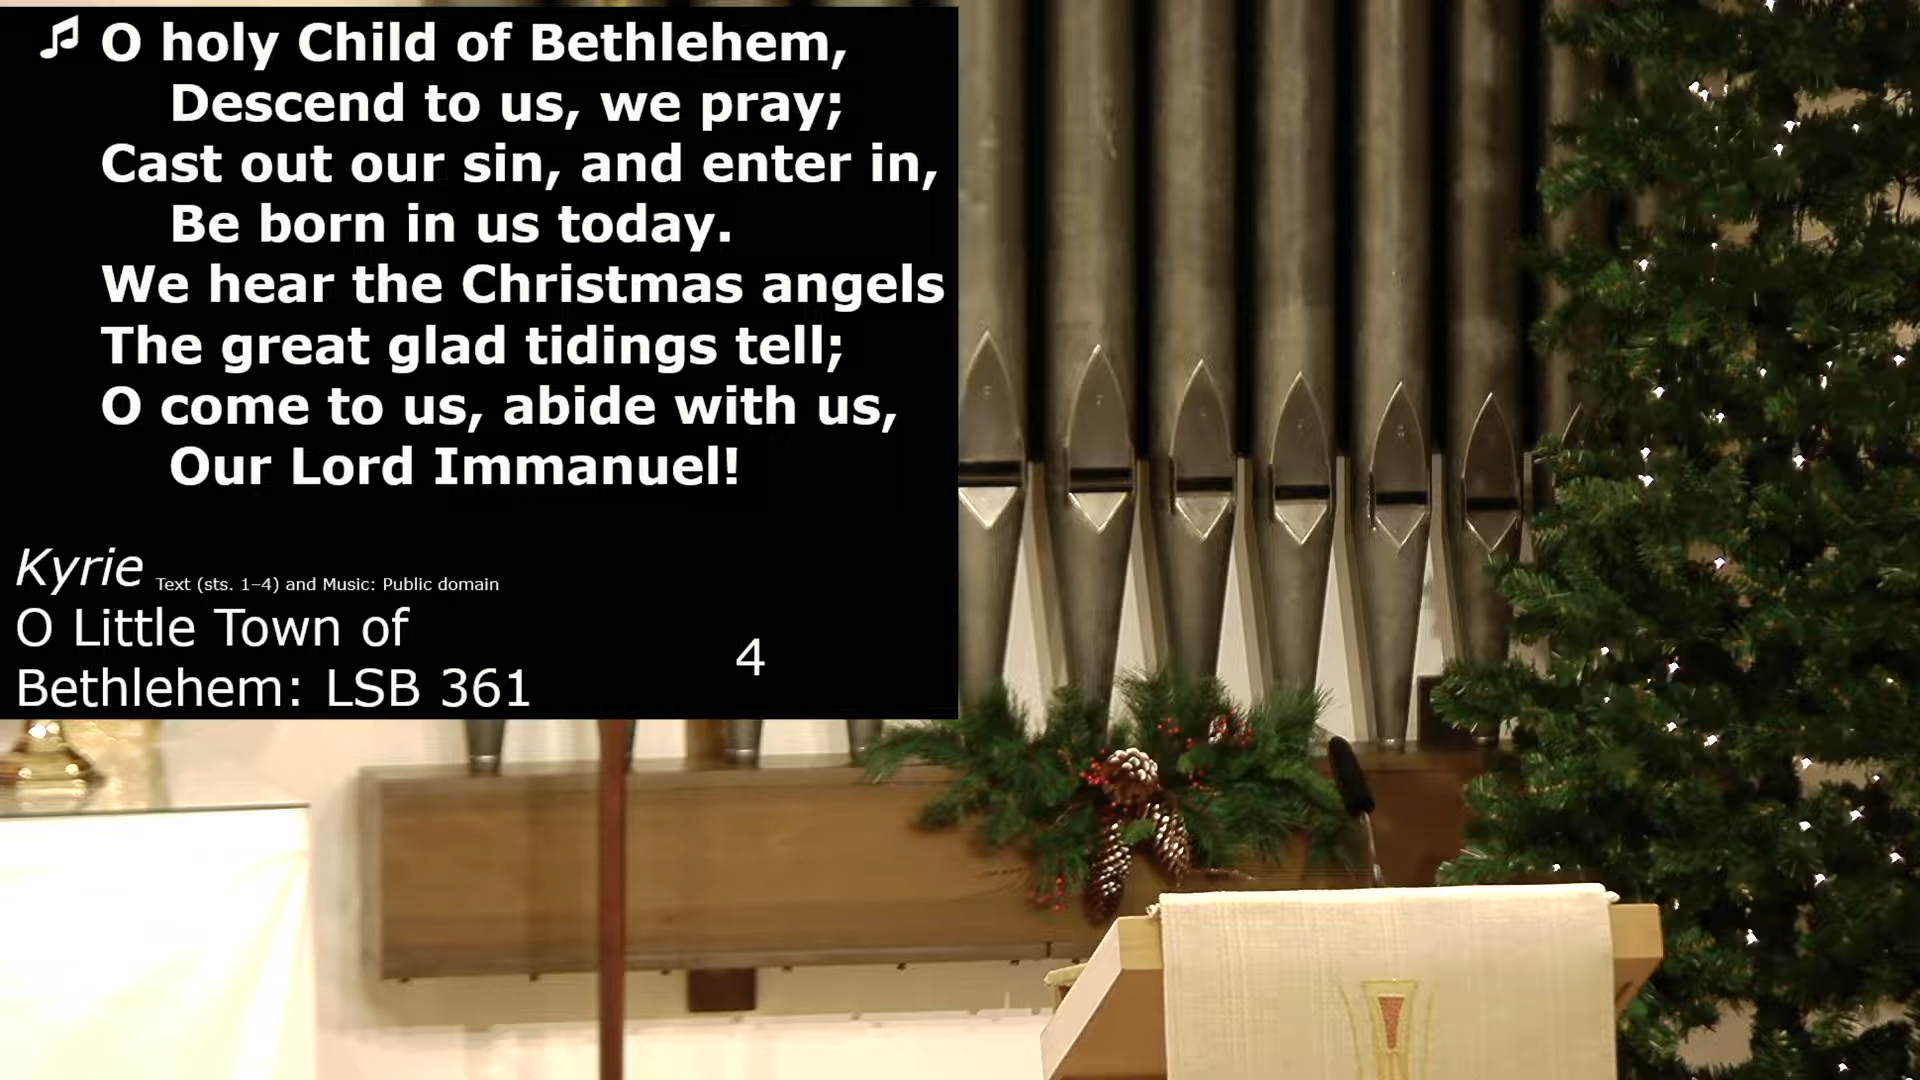 ♫ O holy Child of Bethlehem,
Descend to us, we pray;
Cast out our sin, and enter in,
Be born in us today.
We hear the Christmas angels
The great glad tidings tell;
O come to us, abide with us,
Our Lord Immanuel!
Kyrie Text (sts. 1–4) and Music: Public domain
O Little Town of
Bethlehem: LSB 361
4